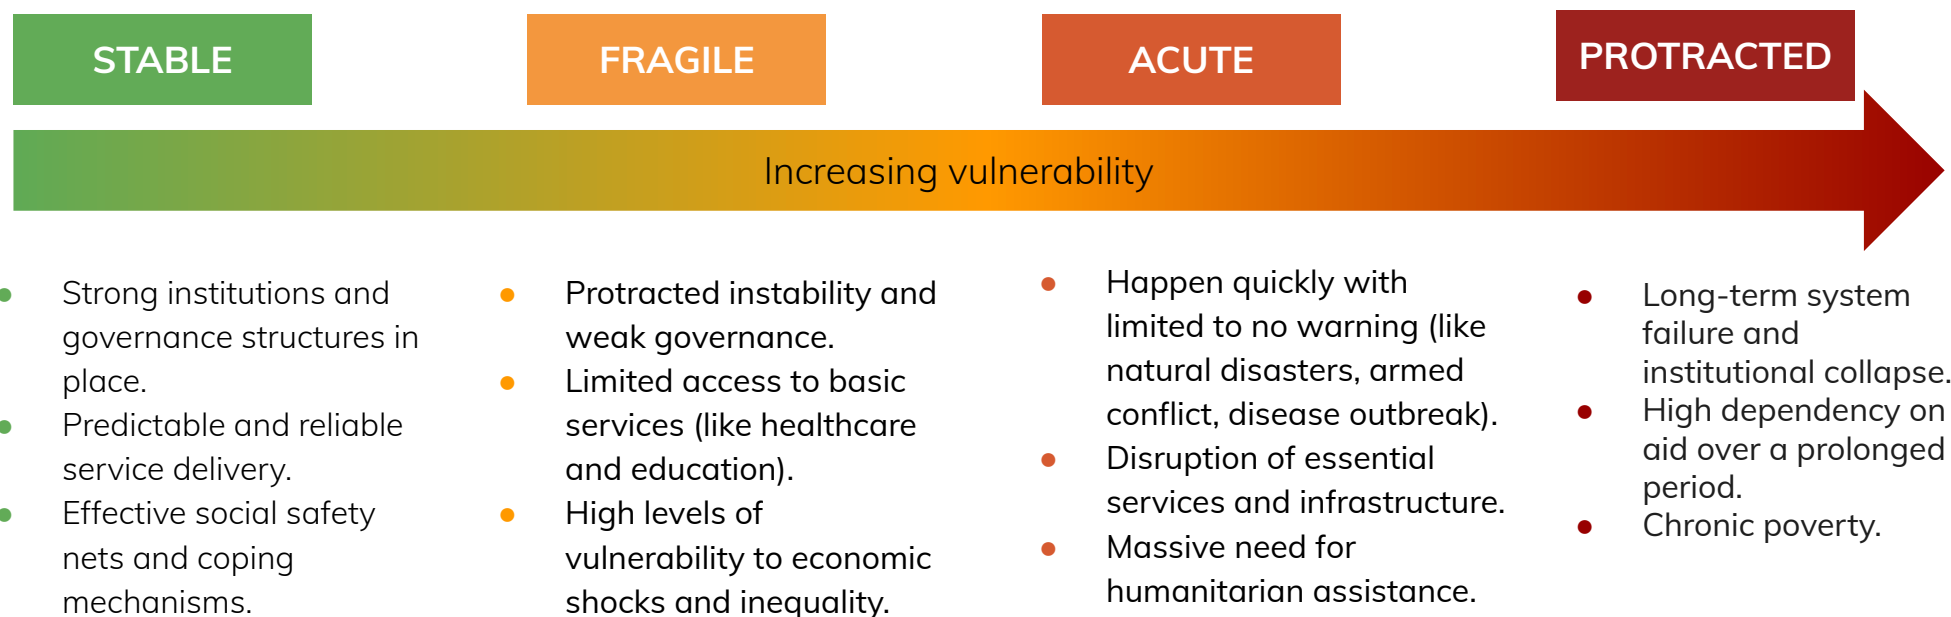 STABLE
FRAGILE
ACUTE
PROTRACTED
Increasing vulnerability
Strong institutions and
governance structures in
place.
Predictable and reliable
service delivery.
Effective social safety
nets and coping
mechanisms.
Protracted instability and
weak governance.
Limited access to basic
services (like healthcare
and education).
High levels of
vulnerability to economic
shocks and inequality.
Happen quickly with
limited to no warning (like
natural disasters, armed
conflict, disease outbreak).
Disruption of essential
services and infrastructure.
Massive need for
humanitarian assistance.
Long-term system
failure and
institutional collapse.
High dependency on
aid over a prolonged
period.
Chronic poverty.